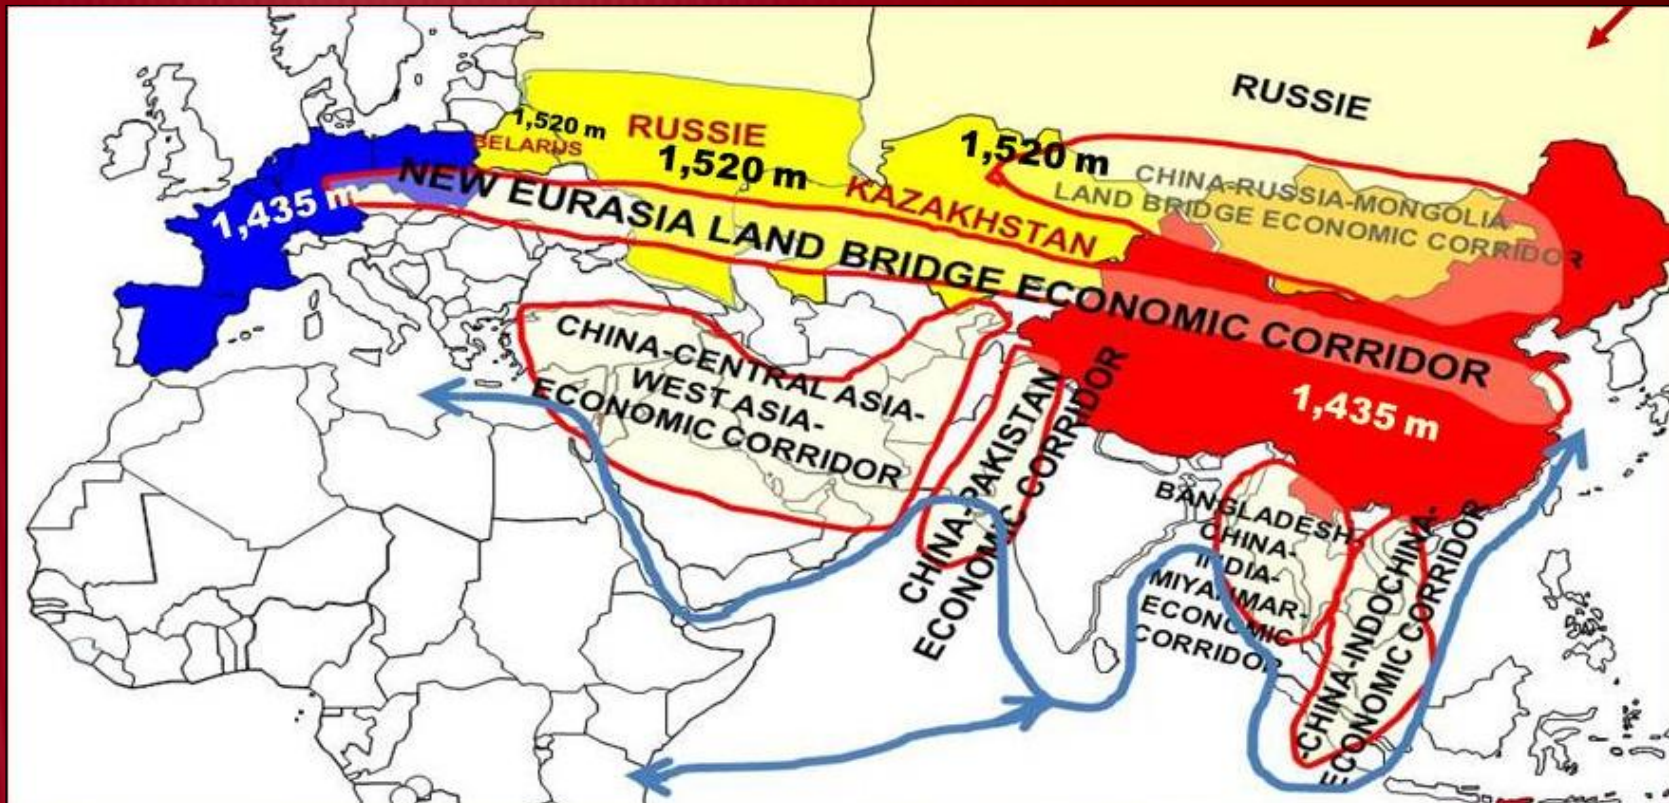 RUSSIE
1,520 m
BELARUS
RUSSIE
1,520 m
1,520 m
KAZAKHSTAN
CHINA-RUSSIA-MONGOLIA
LAND BRIDGE ECONOMIC CORRIDOR
1,435 m
NEW EURASIA LAND BRIDGE ECONOMIC CORRIDOR
CHINA-CENTRAL ASIA-
WEST ASIA-
ECONOMIC CORRIDOR
1,435 m
CHINA-PAKISTAN
ECONOMIC CORRIDOR
BANGLADESH-
CHINA-
INDIA-
MIYANMAR-
ECONOMIC
CORRIDOR
-CHINA-INDOCHINA-
ECONOMIC CORRIDOR